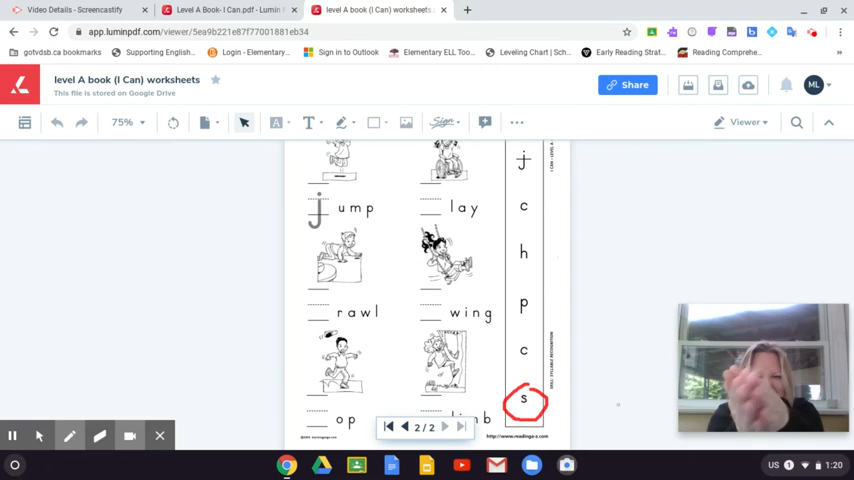 Video Details - Screencastify
Level A Book- I Can.pdf - Lumin P
level A book (I Can) worksheets
app.luminpdf.com/viewer/5ea9b221e87f77001881eb34
gotvdsb.ca bookmarks
Supporting English...
Login - Elementary...
Sign in to Outlook
Elementary ELL Too...
Leveling Chart | Sch...
Early Reading Strat...
Reading Comprehe...
level A book (I Can) worksheets
This file is stored on Google Drive
Share
ML
75%
A
T
Sign
Viewer
j
j ump
lay
c
h
rawl
wing
p
c
s
op
imb
2 / 2
http://www.readinga-z.com
US 1 1:20